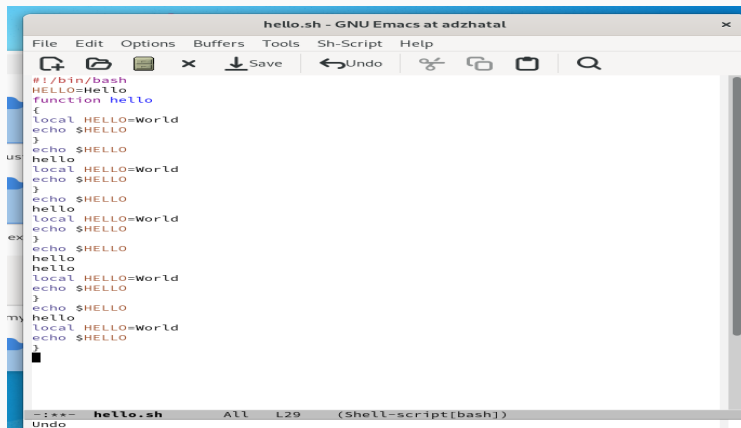 hello.sh - GNU Emacs at adzhatal ×
File Edit Options Buffers Tools Sh-Script Help
Save Undo
#!/bin/bash
HELLO=Hello
function hello
{
local HELLO=World
echo $HELLO
}
echo $HELLO
hello
local HELLO=World
echo $HELLO
}
echo $HELLO
hello
local HELLO=World
echo $HELLO
}
echo $HELLO
hello
hello
local HELLO=World
echo $HELLO
}
echo $HELLO
hello
local HELLO=World
echo $HELLO
}
us
ex
my
-:**- hello.sh All L29 (Shell-script[bash])
Undo